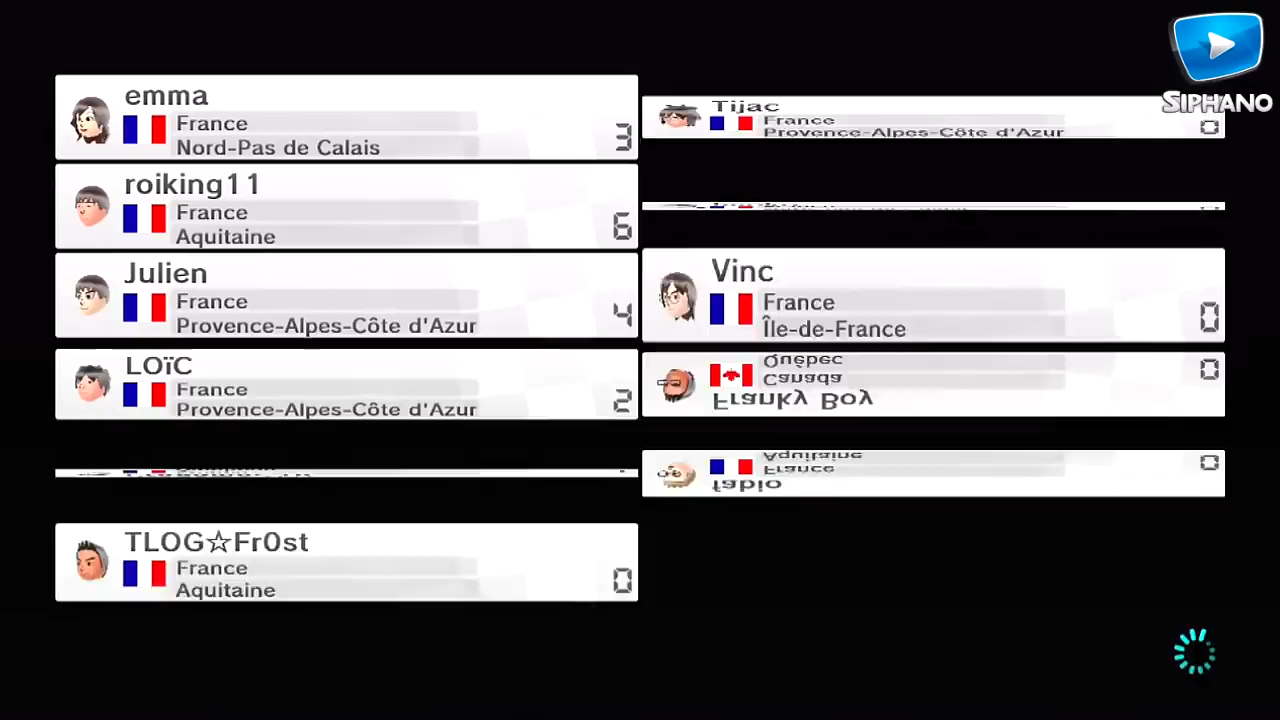 emma
France
Nord-Pas de Calais
3
roiking11
France
Aquitaine
6
Julien
France
Provence-Alpes-Côte d'Azur
4
LOïC
France
Provence-Alpes-Côte d'Azur
2
TLOG☆Fr0st
France
Aquitaine
0
Tijac
France
Provence-Alpes-Côte d'Azur
0
Vinc
France
Île-de-France
0
Québec
Canada
Franky Boy
0
Aquitaine
France
fabio
0
SIPHANO